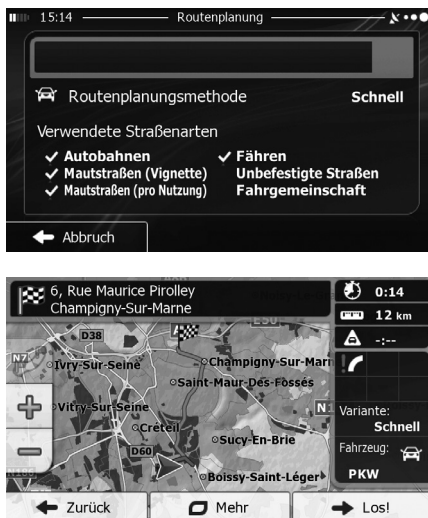 15:14 Routenplanung
Routenplanungsmethode Schnell
Verwendete Straßenarten
Autobahnen Fähren
Mautstraßen (Vignette) Unbefestigte Straßen
Mautstraßen (pro Nutzung) Fahrgemeinschaft
Abbruch
6, Rue Maurice Pirolley
Champigny-Sur-Marne
0:14
12 km
-:--
D38
N7
Ivry-Sur-Seine
Champigny-Sur-Marn
Saint-Maur-Des-Fossés
Vitry-Sur-Seine
Créteil
D60
Sucy-En-Brie
Boissy-Saint-Léger
N186
Variante:
Schnell
Fahrzeug:
PKW
Zurück Mehr Los!